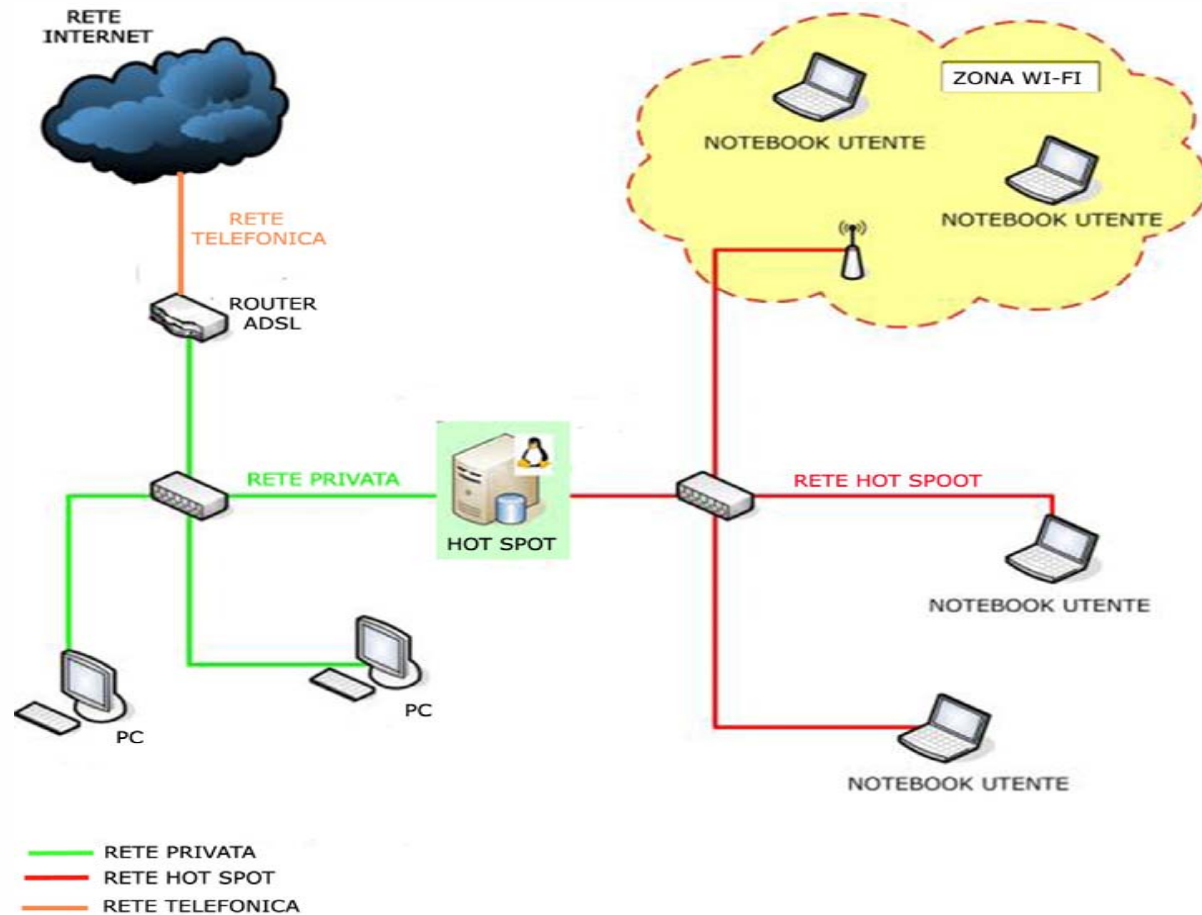 RETE
INTERNET
ZONA WI-FI
NOTEBOOK UTENTE
NOTEBOOK UTENTE
RETE
TELEFONICA
ROUTER
ADSL
RETE PRIVATA
HOT SPOT
RETE HOT SPOOT
NOTEBOOK UTENTE
PC
PC
NOTEBOOK UTENTE
RETE PRIVATA
RETE HOT SPOT
RETE TELEFONICA